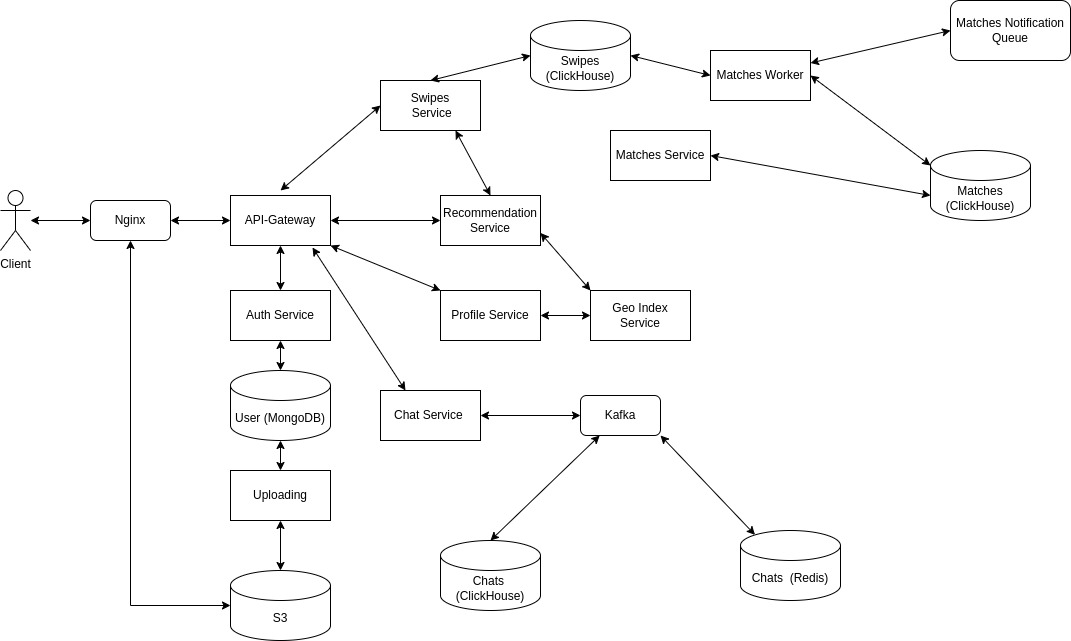 Matches Notification
Queue
Swipes
(ClickHouse)
Matches Worker
Swipes
Service
Matches Service
Matches
(ClickHouse)
Client
Nginx
API-Gateway
Recommendation
Service
Auth Service
Profile Service
Geo Index
Service
User (MongoDB)
Chat Service
Kafka
Uploading
Chats
(ClickHouse)
Chats (Redis)
S3